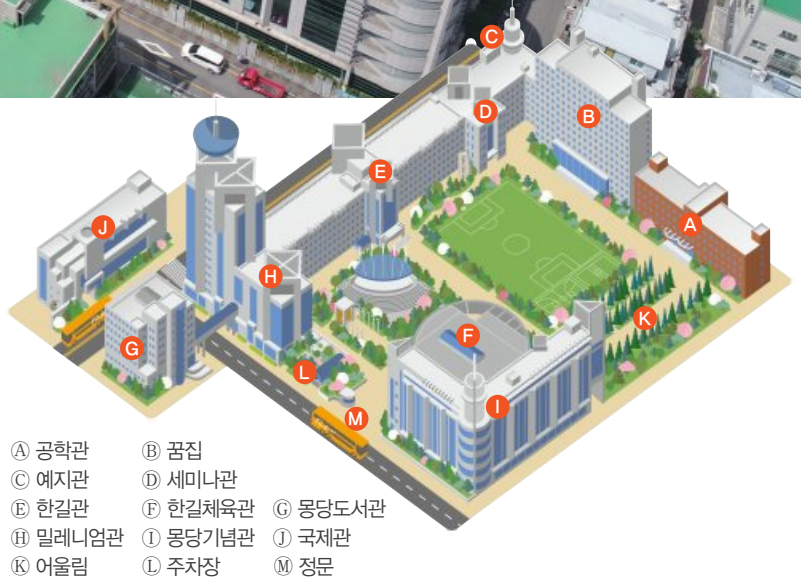 C
D
B
E
A
J
H
K
G
F
L
I
M
Ⓐ 공학관 Ⓑ 꿈집
Ⓒ 예지관 Ⓓ 세미나관
Ⓔ 한길관 Ⓕ 한길체육관 Ⓖ 몽당도서관
Ⓗ 밀레니엄관 Ⓘ 몽당기념관 Ⓙ 국제관
Ⓚ 어울림 Ⓛ 주차장 Ⓜ 정문